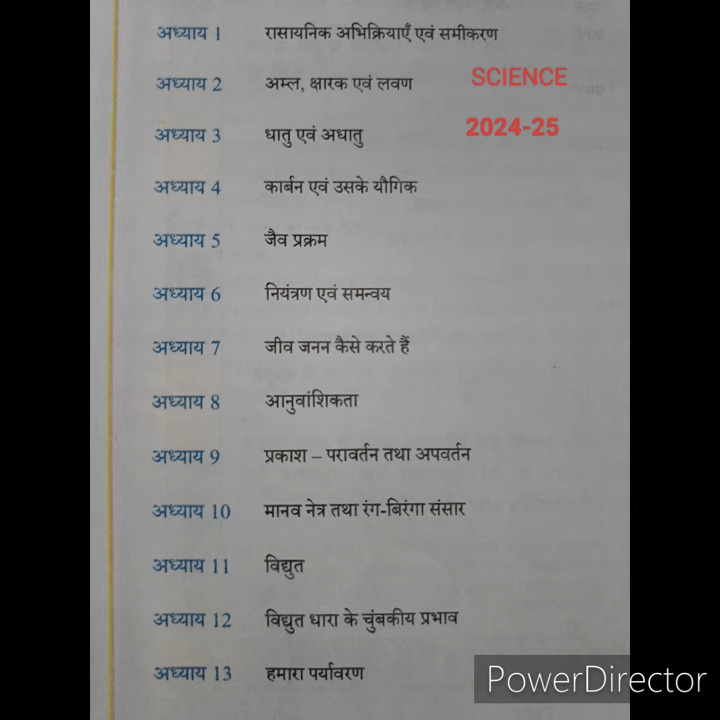 अध्याय 1 रासायनिक अभिक्रियाएँ एवं समीकरण
अध्याय 2 अम्ल, क्षारक एवं लवण SCIENCE
अध्याय 3 धातु एवं अधातु 2024-25
अध्याय 4 कार्बन एवं उसके यौगिक
अध्याय 5 जैव प्रक्रम
अध्याय 6 नियंत्रण एवं समन्वय
अध्याय 7 जीव जनन कैसे करते हैं
अध्याय 8 आनुवांशिकता
अध्याय 9 प्रकाश – परावर्तन तथा अपवर्तन
अध्याय 10 मानव नेत्र तथा रंग-बिरंगा संसार
अध्याय 11 विद्युत
अध्याय 12 विद्युत धारा के चुंबकीय प्रभाव
अध्याय 13 हमारा पर्यावरण
PowerDirector